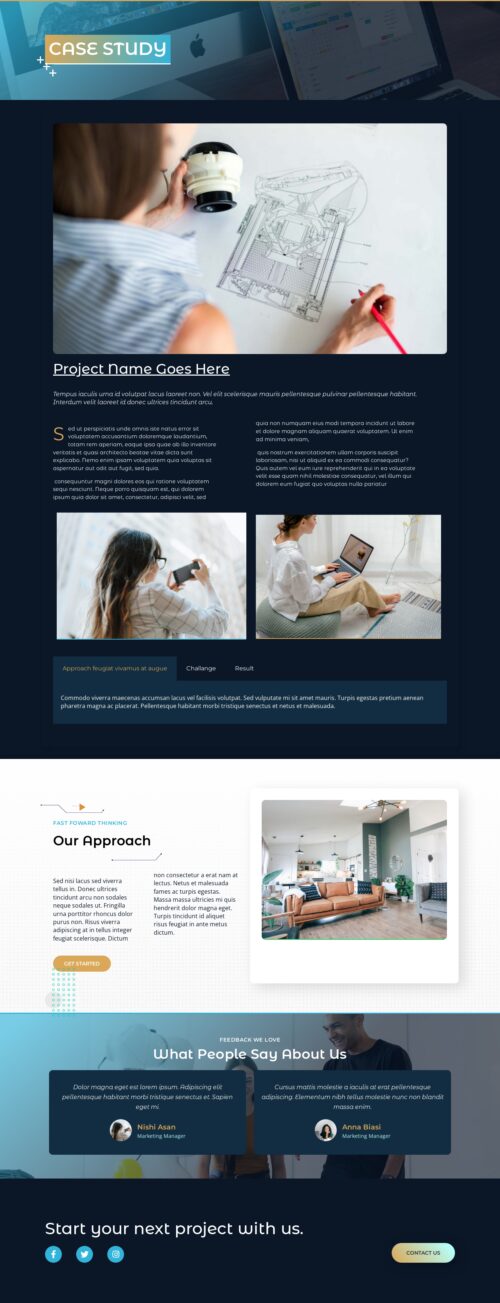 CASE STUDY
Project Name Goes Here
Tempus iaculis urna id volutpat lacus laoreet non. Vel elit scelerisque mauris pellentesque pulvinar pellentesque habitant.
Interdum velit laoreet id donec ultrices tincidunt arcu.
Sed ut perspiciatis unde omnis iste natus error sit
voluptatem accusantium doloremque laudantium,
totam rem aperiam, eaque ipsa quae ab illo inventore
veritatis et quasi architecto beatae vitae dicta sunt
explicabo. Nemo enim ipsam voluptatem quia voluptas sit
aspernatur aut odit aut fugit, sed quia.
consequuntur magni dolores eos qui ratione voluptatem
sequi nesciunt. Neque porro quisquam est, qui dolorem
ipsum quia dolor sit amet, consectetur, adipisci velit, sed
quia non numquam eius modi tempora incidunt ut labore
et dolore magnam aliquam quaerat voluptatem. Ut enim
ad minima veniam,
quis nostrum exercitationem ullam corporis suscipit
laboriosam, nisi ut aliquid ex ea commodi consequatur?
Quis autem vel eum iure reprehenderit qui in ea voluptate
velit esse quam nihil molestiae consequatur, vel illum qui
dolorem eum fugiat quo voluptas nulla pariatur
Approach feugiat vivamus at augue
Challange
Result
Commodo viverra maecenas accumsan lacus vel facilisis volutpat. Sed vulputate mi sit amet mauris. Turpis egestas pretium aenean
pharetra magna ac placerat. Pellentesque habitant morbi tristique senectus et netus et malesuada.
FAST FOWARD THINKING
Our Approach
Sed nisi lacus sed viverra
tellus in. Donec ultrices
tincidunt arcu non sodales
neque sodales ut. Fringilla
urna porttitor rhoncus dolor
purus non. Risus viverra
adipiscing at in tellus integer
feugiat scelerisque. Dictum
non consectetur a erat nam at
lectus. Netus et malesuada
fames ac turpis egestas.
Massa massa ultricies mi quis
hendrerit dolor magna eget.
Turpis tincidunt id aliquet
risus feugiat in ante metus
dictum.
GET STARTED
FEEDBACK WE LOVE
What People Say About Us
Dolor magna eget est lorem ipsum. Adipiscing elit
pellentesque habitant morbi tristique senectus et. Sapien
eget mi.
Nishi Asan
Marketing Manager
Cursus mattis molestie a iaculis at erat pellentesque
adipiscing. Elementum nibh tellus molestie nunc non blandit
massa enim.
Anna Biasi
Marketing Manager
Start your next project with us.
CONTACT US